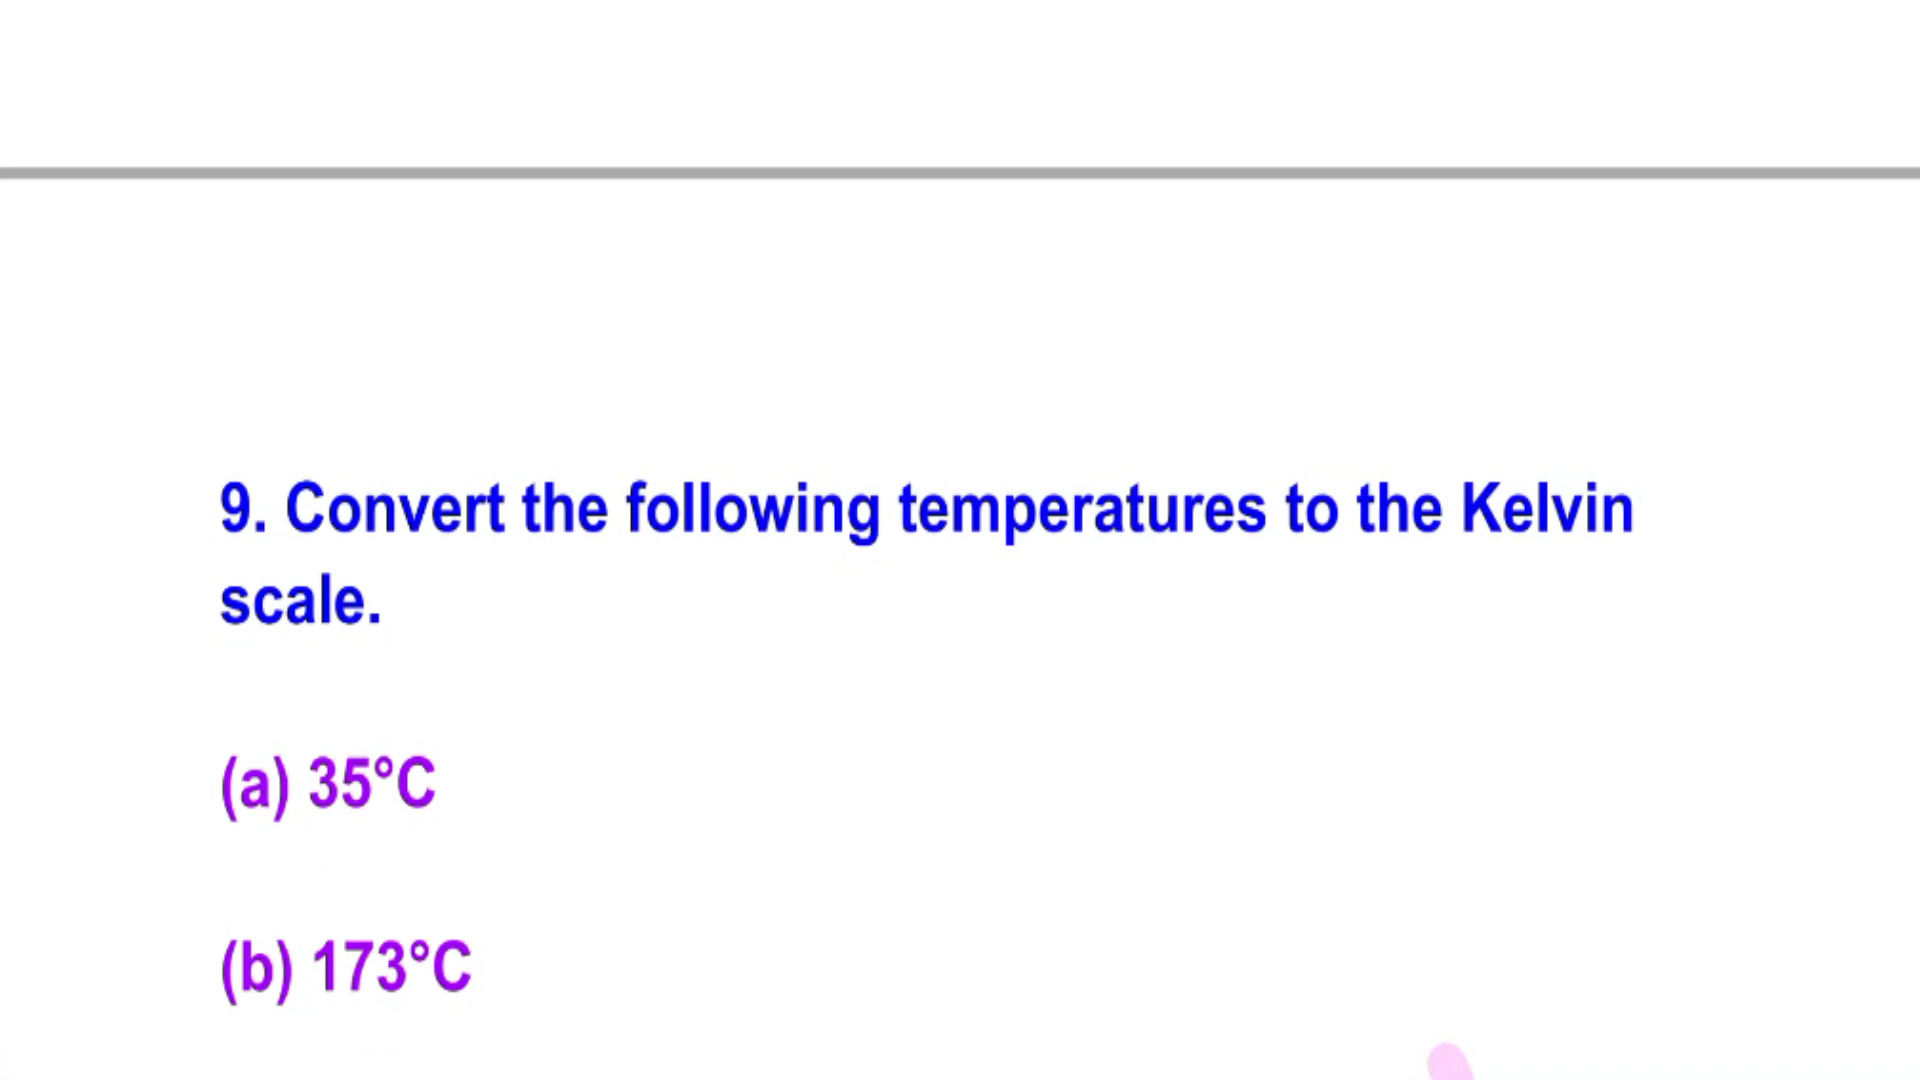 9. Convert the following temperatures to the Kelvin
scale.
(a) 35°C
(b) 173°C